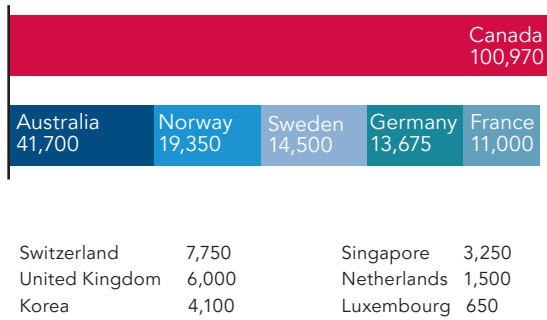 Canada
100,970
Australia
41,700
Norway
19,350
Sweden
14,500
Germany
13,675
France
11,000
Switzerland 7,750
United Kingdom 6,000
Korea 4,100
Singapore 3,250
Netherlands 1,500
Luxembourg 650